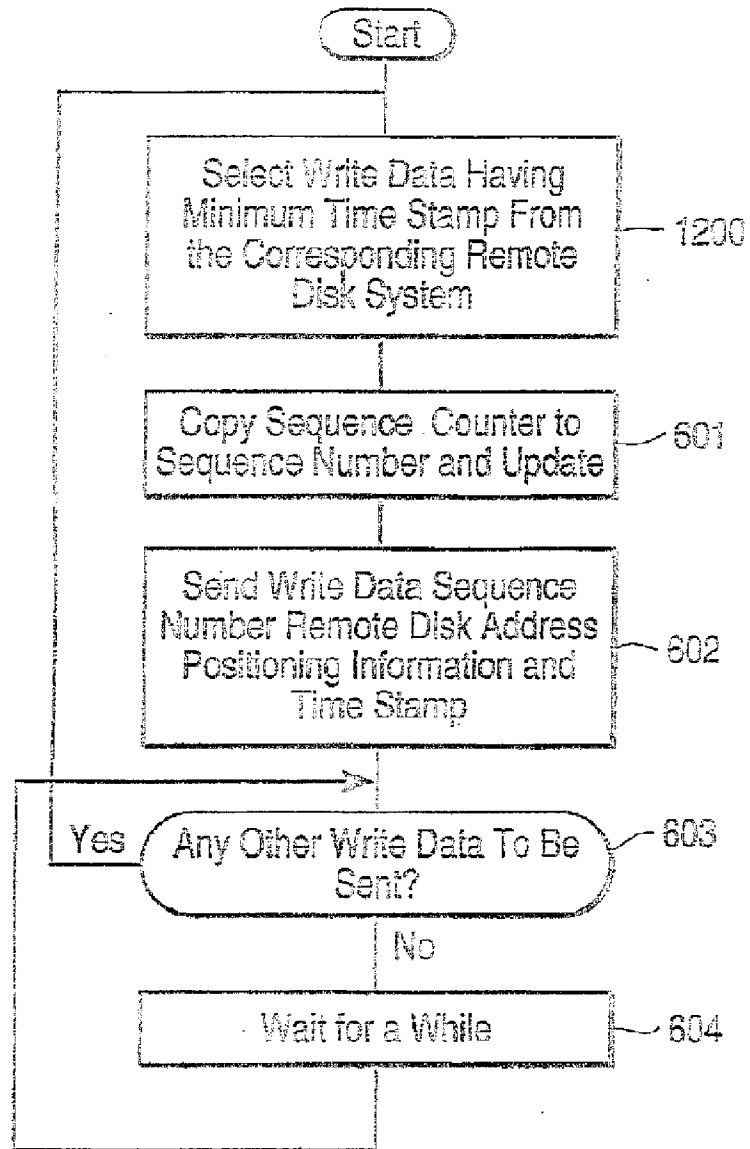 Start
Select Write Data Having
Minimum Time Stamp From
the Corresponding Remote
Disk System
1200
Copy Sequence Counter to
Sequence Number and Update
601
Send Write Data Sequence
Number Remote Disk Address
Positioning Information and
Time Stamp
602
Yes
Any Other Write Data To Be
Sent?
603
No
Wait for a While
604